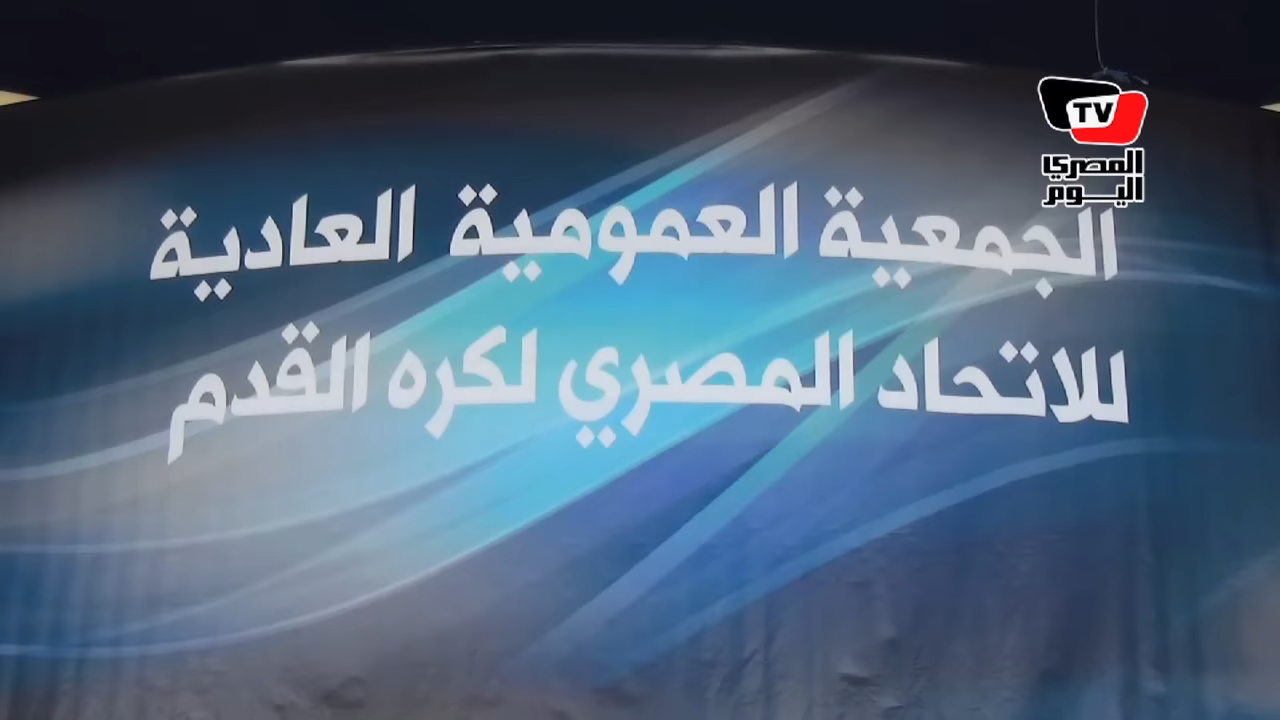 TV
المصري
اليوم
الجمعية العمومية العادية
للاتحاد المصري لكره القدم